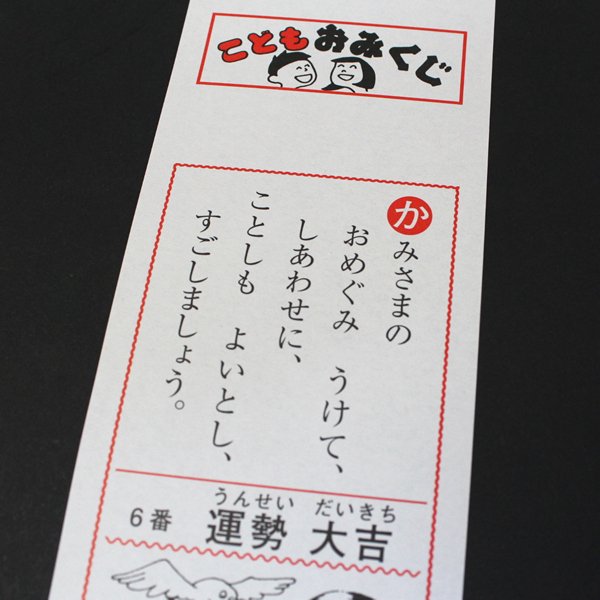 こどもおみくじ
かみさまの
おめぐみ　うけて、
しあわせに、
ことしも　よいとし、
すごしましょう。
うんせい　だいきち
6番　運勢　大吉